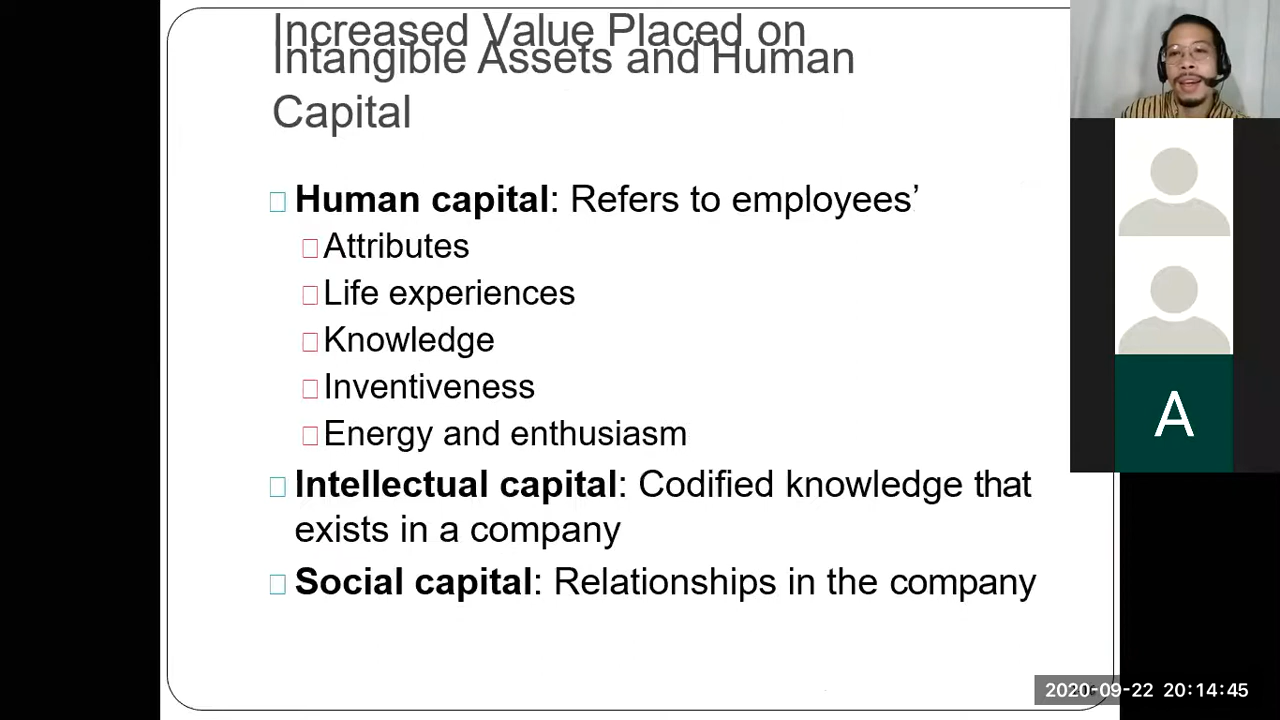 Increased Value Placed on
Intangible Assets and Human
Capital
Human capital: Refers to employees’
Attributes
Life experiences
Knowledge
Inventiveness
Energy and enthusiasm
Intellectual capital: Codified knowledge that
exists in a company
Social capital: Relationships in the company
A
2020-09-22 20:14:45